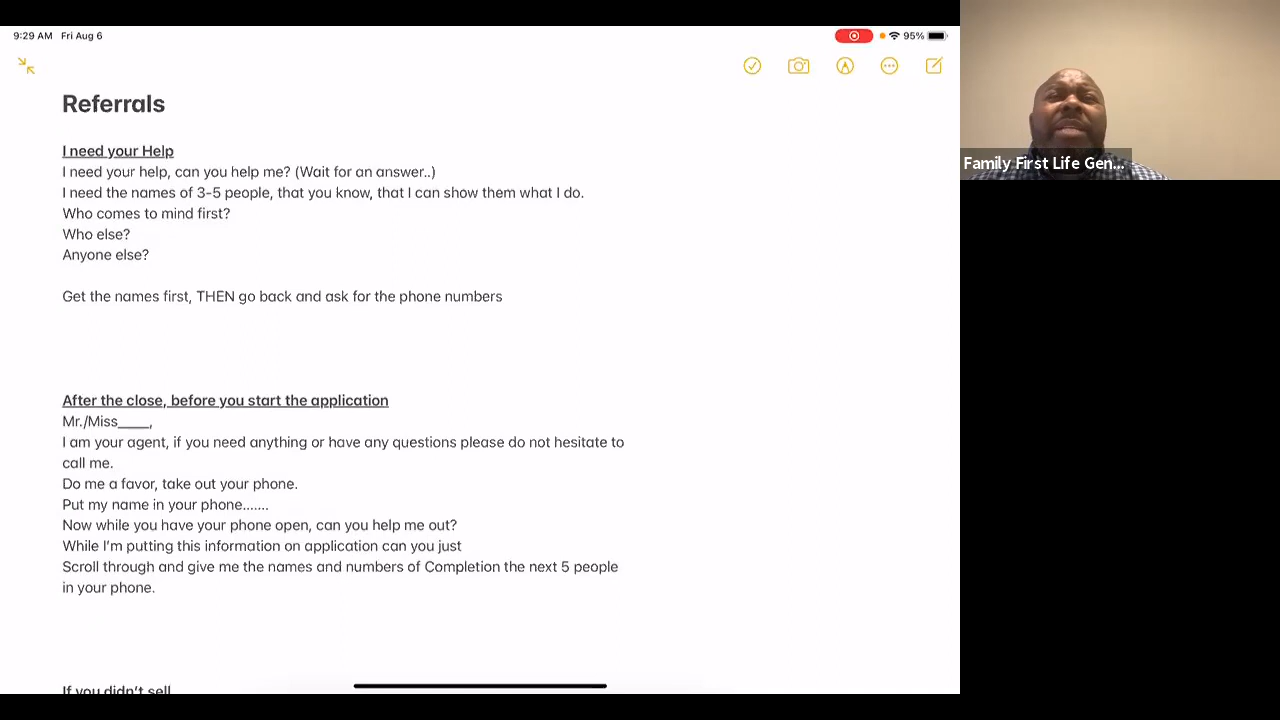 9:29 AM Fri Aug 6
95%
Referrals
I need your Help
I need your help, can you help me? (Wait for an answer..)
I need the names of 3-5 people, that you know, that I can show them what I do.
Who comes to mind first?
Who else?
Anyone else?
Get the names first, THEN go back and ask for the phone numbers
After the close, before you start the application
Mr./Miss____,
I am your agent, if you need anything or have any questions please do not hesitate to
call me.
Do me a favor, take out your phone.
Put my name in your phone.......
Now while you have your phone open, can you help me out?
While I'm putting this information on application can you just
Scroll through and give me the names and numbers of Completion the next 5 people
in your phone.
If you didn't sell
Family First Life Gen...